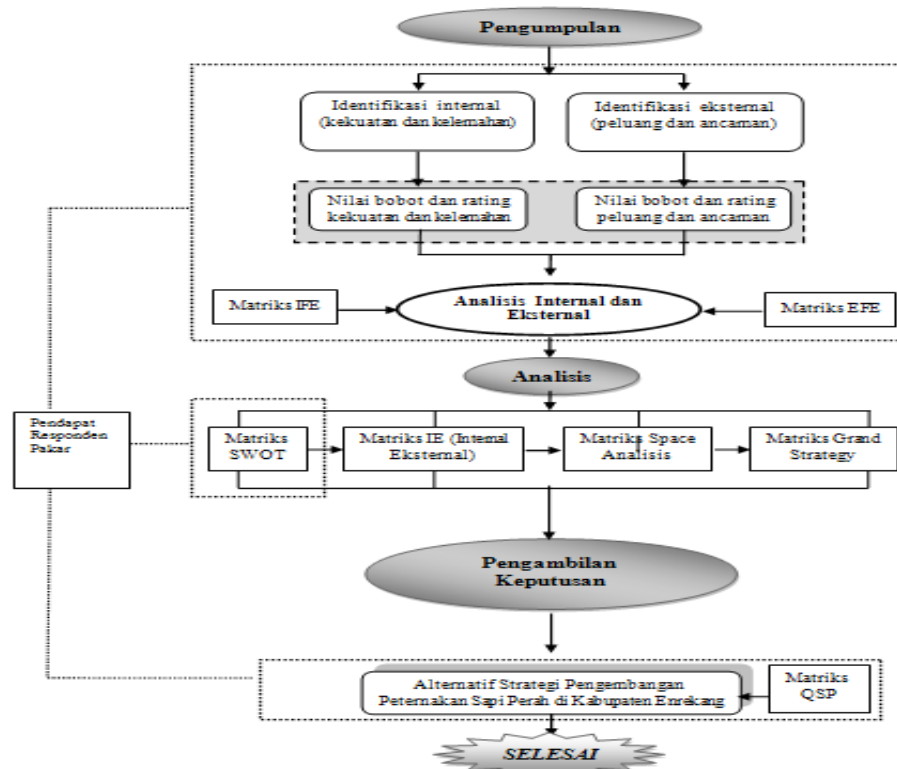 Pengumpulan
Identifikasi internal
(kekuatan dan kelemahan)
Identifikasi eksternal
(peluang dan ancaman)
Nilai bobot dan rating
kekuatan dan kelemahan
Nilai bobot dan rating
peluang dan ancaman
Matriks IFE
Analisis Internal dan
Eksternal
Matriks EFE
Analisis
Pendapat
Responden
Pakar
Matriks
SWOT
Matriks IE (Internal
Eksternal)
Matriks Space
Analisis
Matriks Grand
Strategy
Pengambilan
Keputusan
Alternatif Strategi Pengembangan
Peternakan Sapi Perah di Kabupaten Enrekang
Matriks
QSP
SELESAI